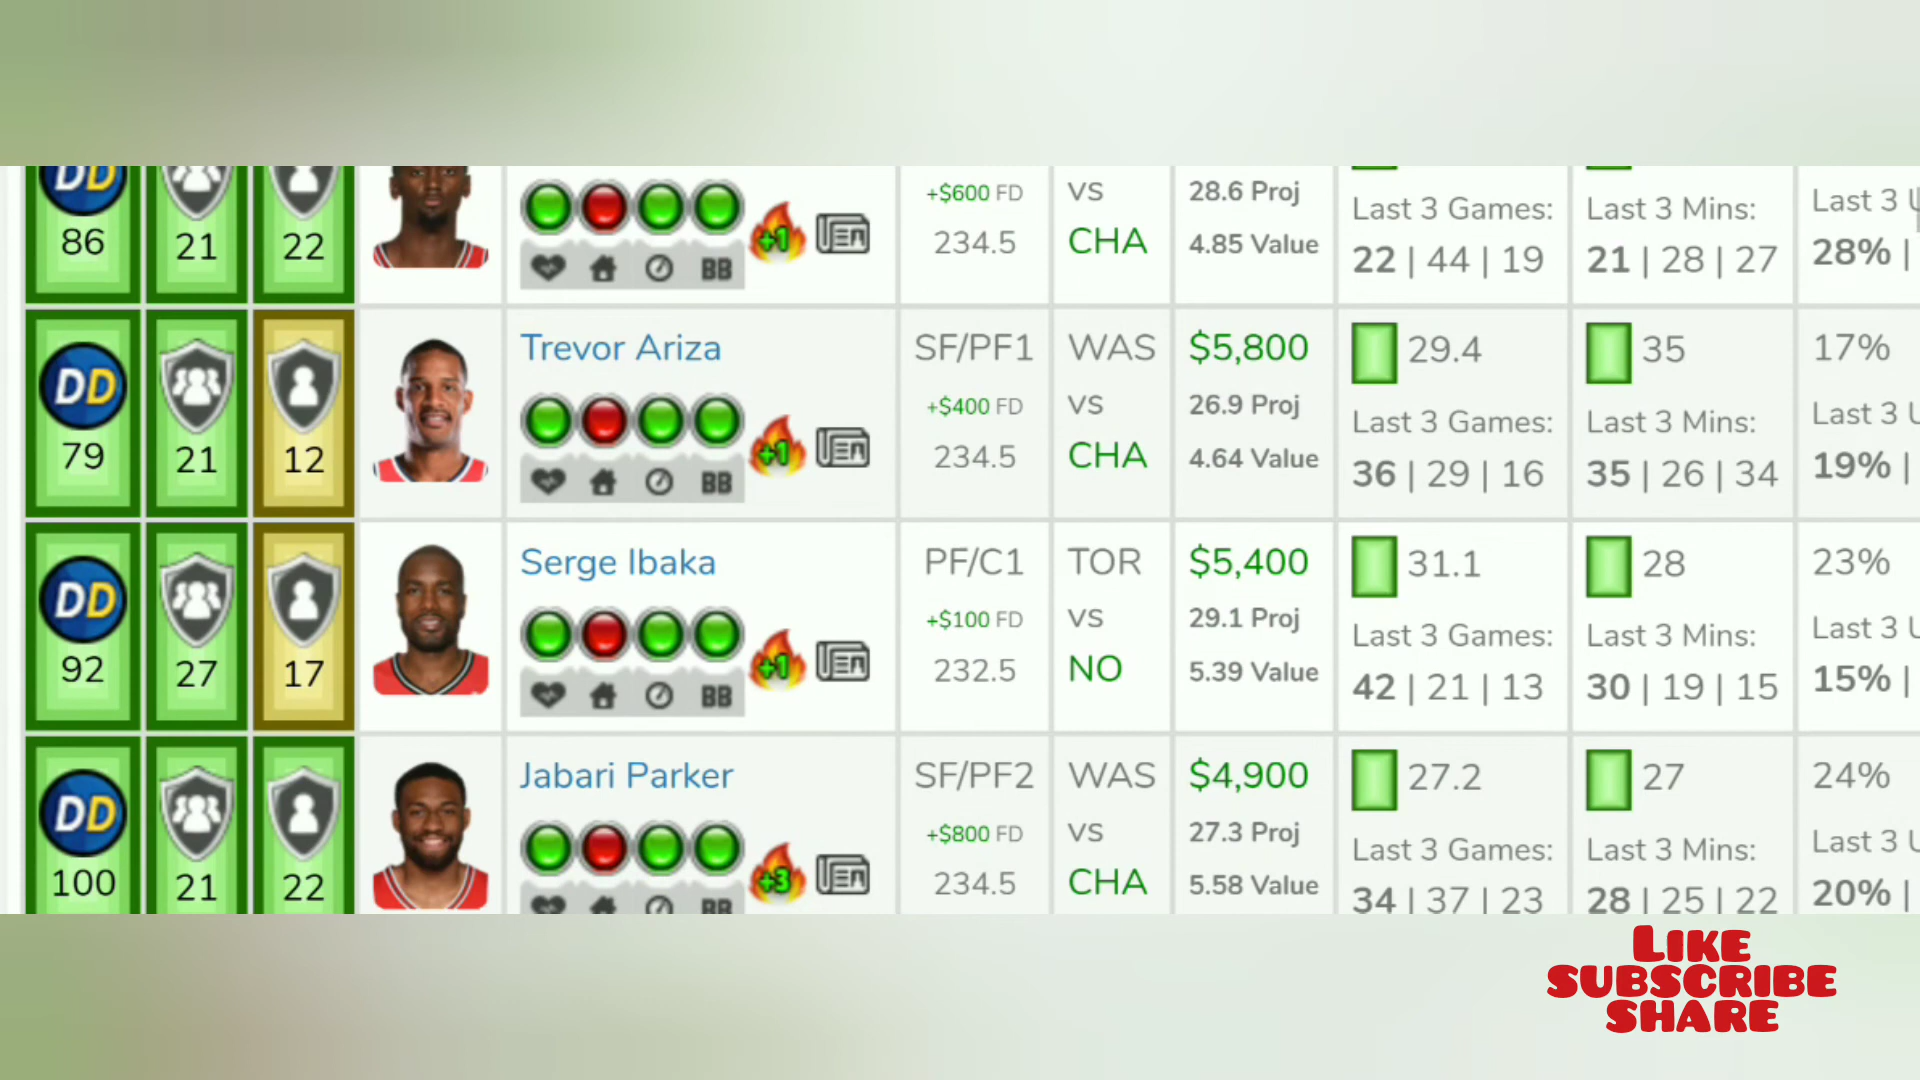 DD
86 21 22 +$600 FD 234.5 VS CHA 28.6 Proj 4.85 Value Last 3 Games: 22 | 44 | 19 Last 3 Mins: 21 | 28 | 27 Last 3 28% |
+1
BB
Trevor Ariza SF/PF1 WAS $5,800 29.4 35 17%
DD +$400 FD VS 26.9 Proj Last 3 Games: Last 3 Mins: Last 3
79 21 12 +1 234.5 CHA 4.64 Value 36 | 29 | 16 35 | 26 | 34 19% |
BB
Serge Ibaka PF/C1 TOR $5,400 31.1 28 23%
DD +$100 FD VS 29.1 Proj Last 3 Games: Last 3 Mins: Last 3
92 27 17 +1 232.5 NO 5.39 Value 42 | 21 | 13 30 | 19 | 15 15% |
BB
Jabari Parker SF/PF2 WAS $4,900 27.2 27 24%
DD +$800 FD VS 27.3 Proj Last 3 Games: Last 3 Mins: Last 3
100 21 22 +3 234.5 CHA 5.58 Value 34 | 37 | 23 28 | 25 | 22 20% |
BB
LIKE
SUBSCRIBE
SHARE